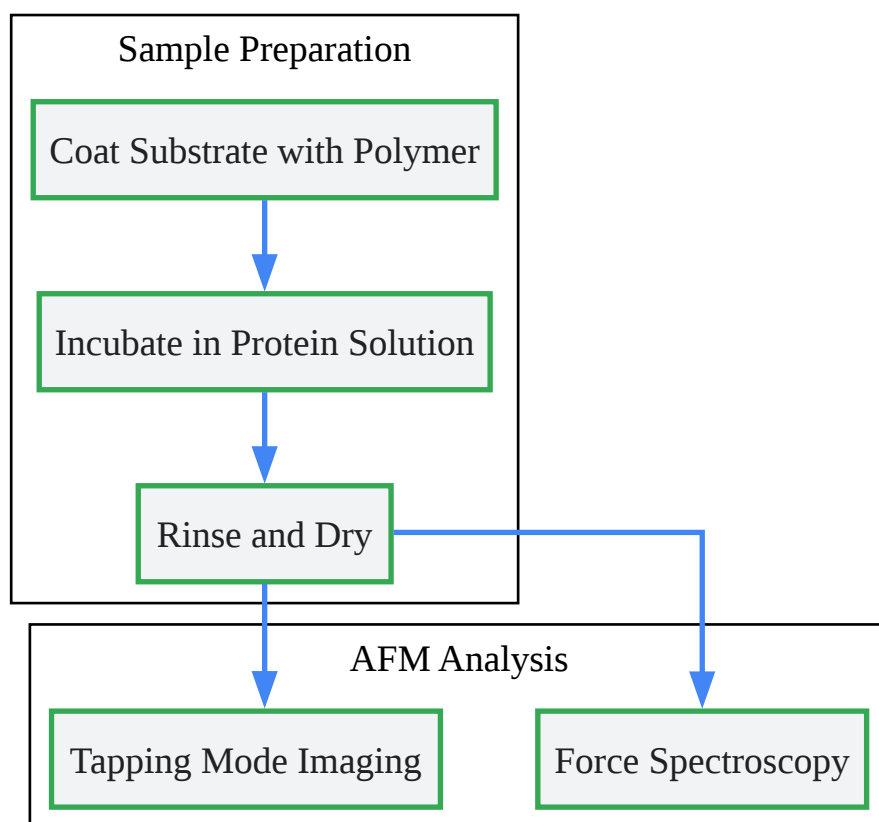 Sample Preparation
Coat Substrate with Polymer
Incubate in Protein Solution
Rinse and Dry
AFM Analysis
Tapping Mode Imaging
Force Spectroscopy